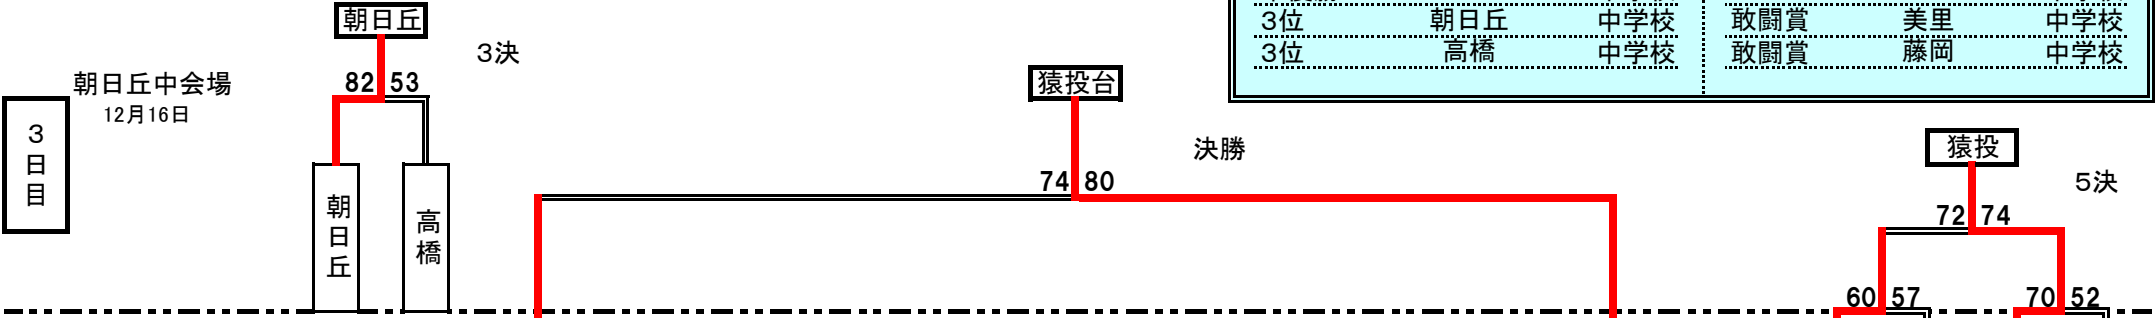 朝日丘
3決
82 53
朝日丘中会場
12月16日
3日目
朝日丘
高橋
猿投台
決勝
74 80
3位 朝日丘 中学校
敢闘賞 美里 中学校
3位 高橋 中学校
敢闘賞 藤岡 中学校
猿投
5決
72 74
60 57
70 52